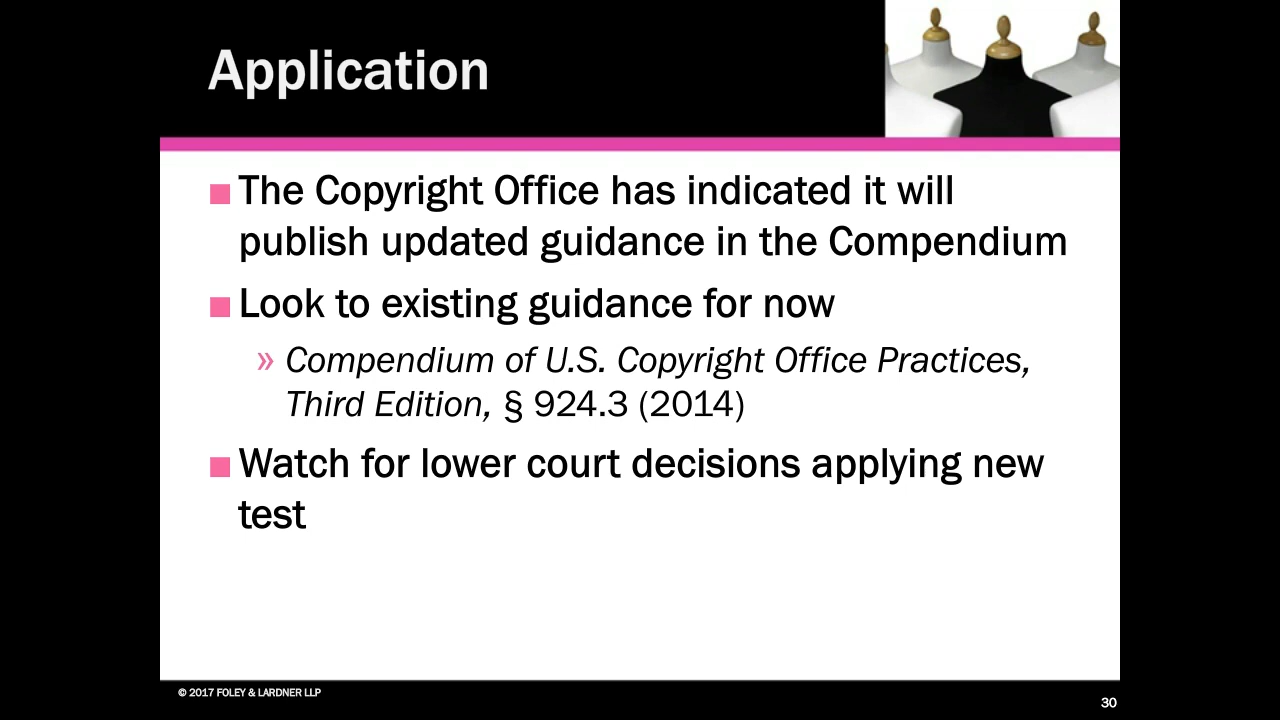 Application
The Copyright Office has indicated it will
publish updated guidance in the Compendium
Look to existing guidance for now
» Compendium of U.S. Copyright Office Practices,
Third Edition, § 924.3 (2014)
Watch for lower court decisions applying new
test
© 2017 FOLEY & LARDNER LLP
30